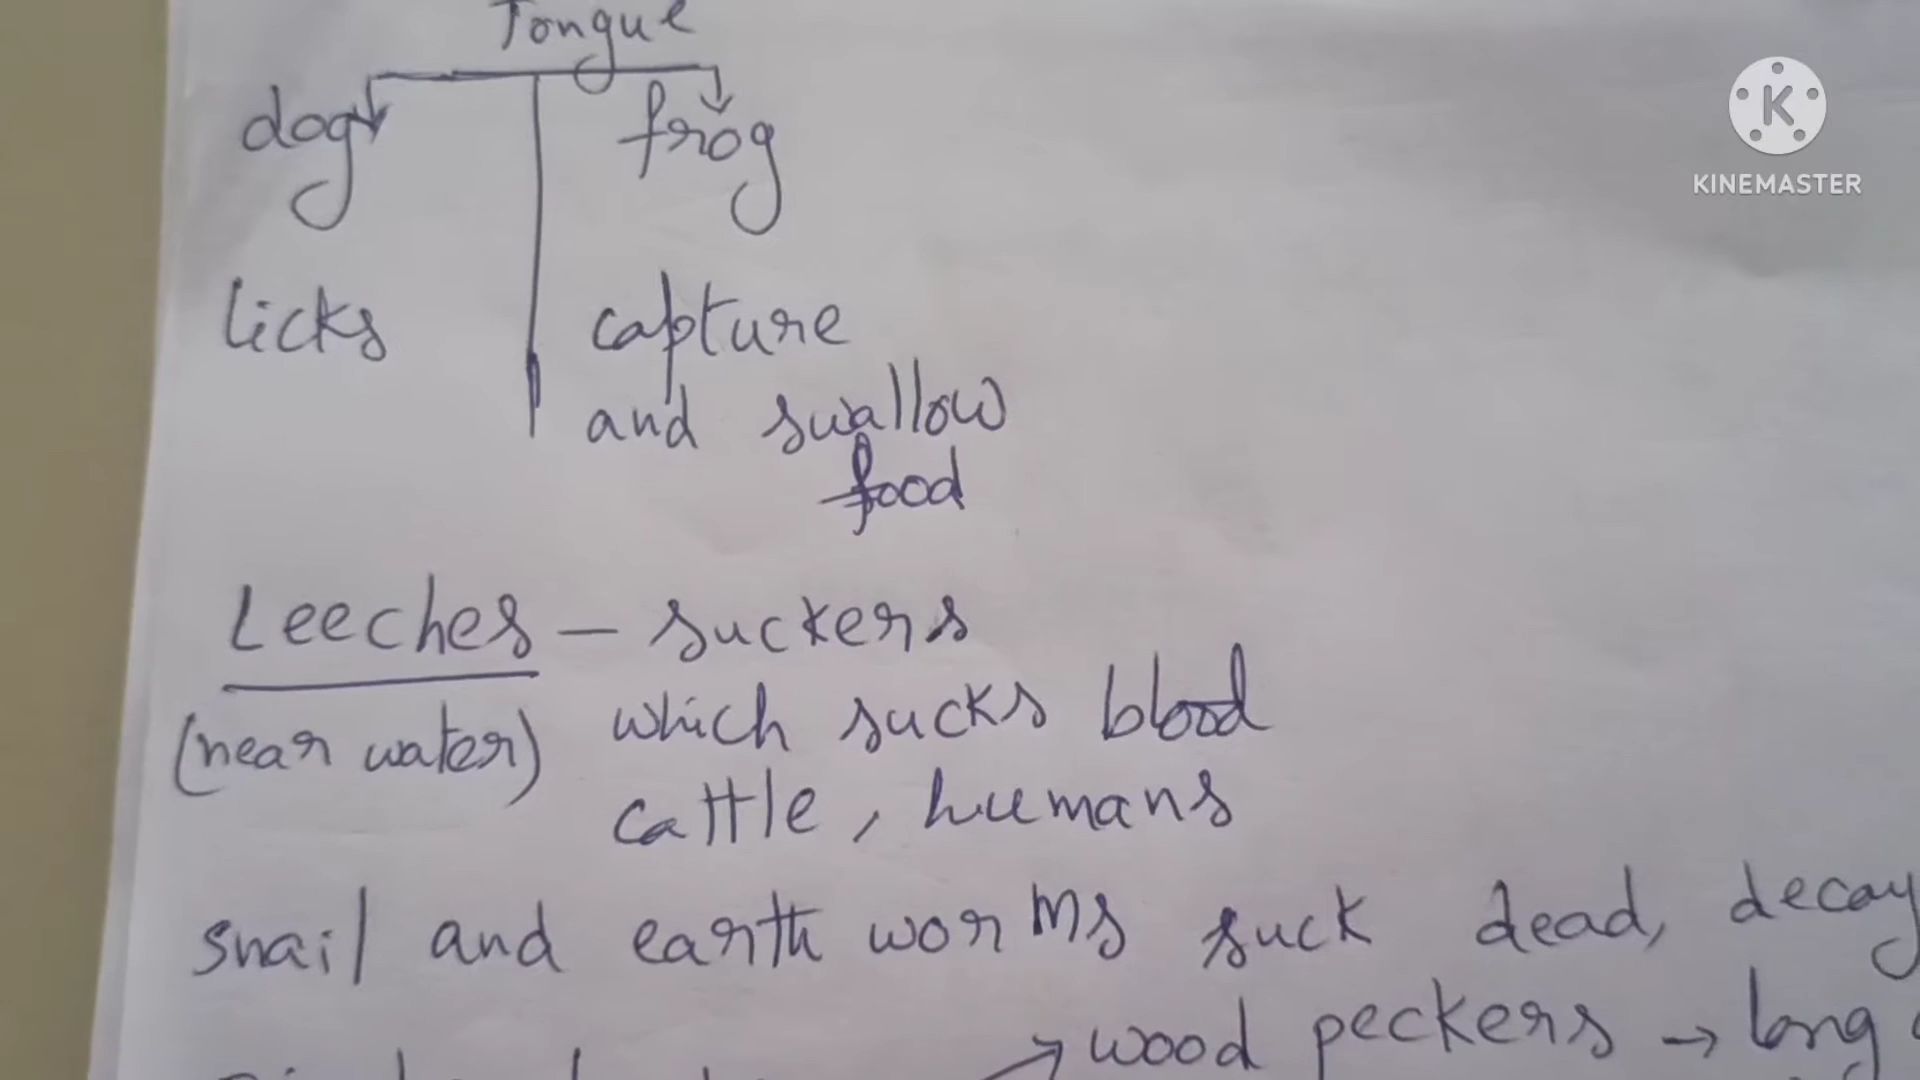 Tongue
dog frog
licks capture
and swallow
food
Leeches - suckers
(near water) which sucks blood
cattle, humans
snail and earth worms suck dead, decay
→ wood peckers → long
KINEMASTER